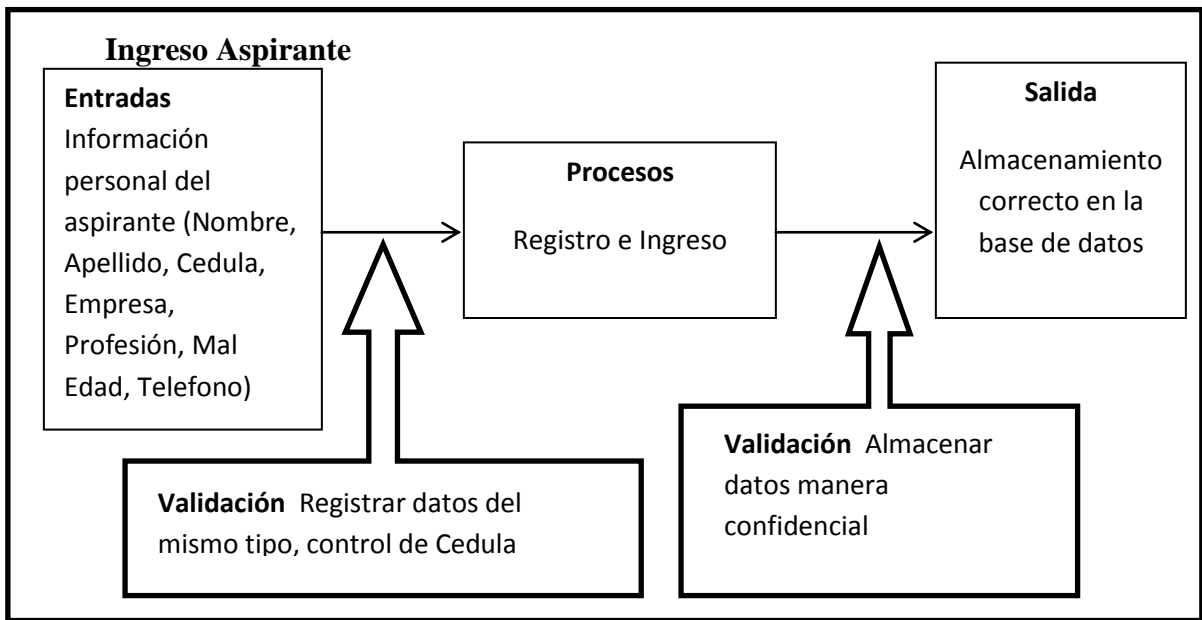 Ingreso Aspirante
Entradas
Información
personal del
aspirante (Nombre,
Apellido, Cedula,
Empresa,
Profesión, Mal
Edad, Telefono)
Procesos
Registro e Ingreso
Salida
Almacenamiento
correcto en la
base de datos
Validación Registrar datos del
mismo tipo, control de Cedula
Validación Almacenar
datos manera
confidencial